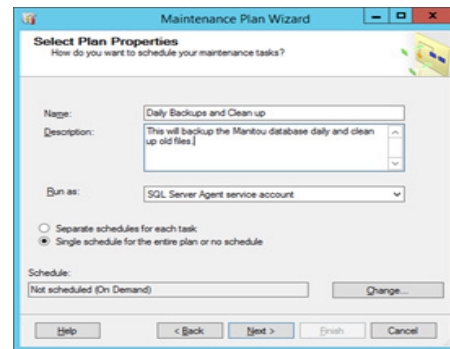 Maintenance Plan Wizard
Select Plan Properties
How do you want to schedule your maintenance tasks?
Name:
Daily Backups and Clean up
Description:
This will backup the Manitou database daily and clean
up old files.
Run as:
SQL Server Agent service account
Separate schedules for each task
Single schedule for the entire plan or no schedule
Schedule:
Not scheduled (On Demand)
Change...
Help
< Back
Next >
Finish
Cancel